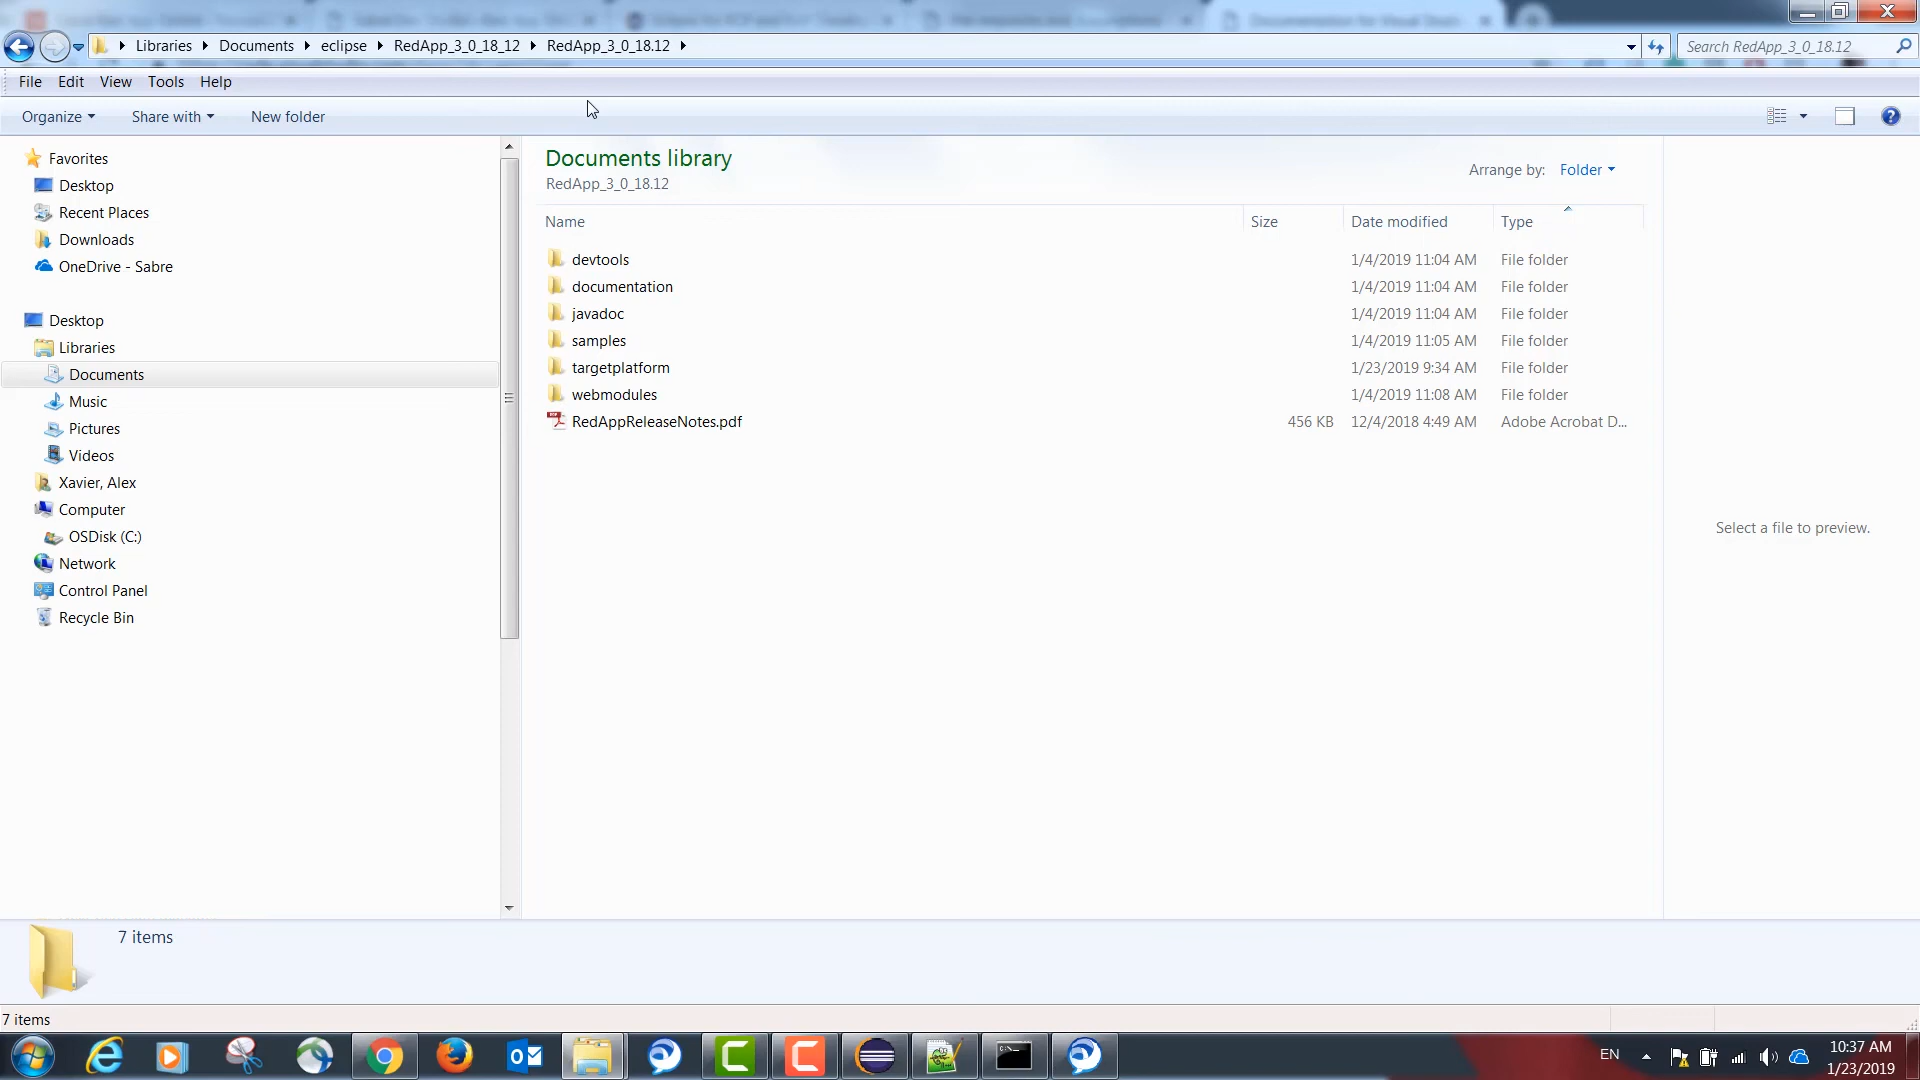 Libraries Documents eclipse RedApp_3_0_18_12 RedApp_3_0_18.12
Search RedApp_3_0_18.12
File Edit View Tools Help
Organize Share with New folder
Favorites
Desktop
Recent Places
Downloads
OneDrive - Sabre
Desktop
Libraries
Documents
Music
Pictures
Videos
Xavier, Alex
Computer
OSDisk (C:)
Network
Control Panel
Recycle Bin
Documents library
RedApp_3_0_18.12
Arrange by: Folder
Name Size Date modified Type
devtools 1/4/2019 11:04 AM File folder
documentation 1/4/2019 11:04 AM File folder
javadoc 1/4/2019 11:04 AM File folder
samples 1/4/2019 11:05 AM File folder
targetplatform 1/23/2019 9:34 AM File folder
webmodules 1/4/2019 11:08 AM File folder
RedAppReleaseNotes.pdf 456 KB 12/4/2018 4:49 AM Adobe Acrobat D...
Select a file to preview.
7 items
7 items
EN
10:37 AM
1/23/2019